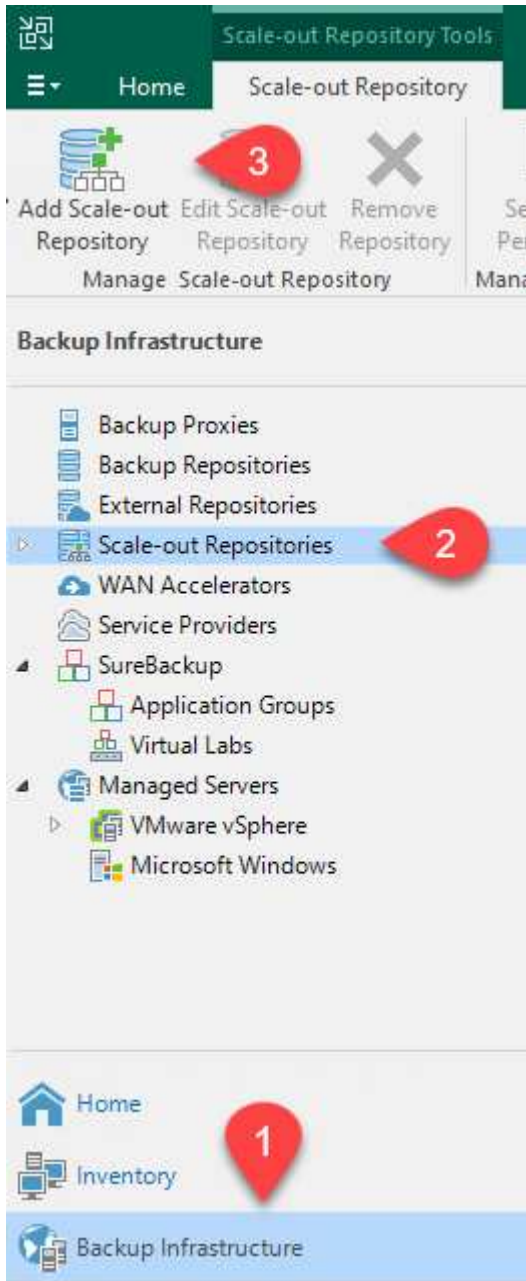 Scale-out Repository Tools
Home
Scale-out Repository
3
Add Scale-out
Repository
Edit Scale-out
Repository
Remove
Repository
Manage Scale-out Repository
Backup Infrastructure
Backup Proxies
Backup Repositories
External Repositories
Scale-out Repositories
2
WAN Accelerators
Service Providers
SureBackup
Application Groups
Virtual Labs
Managed Servers
VMware vSphere
Microsoft Windows
Home
1
Inventory
Backup Infrastructure